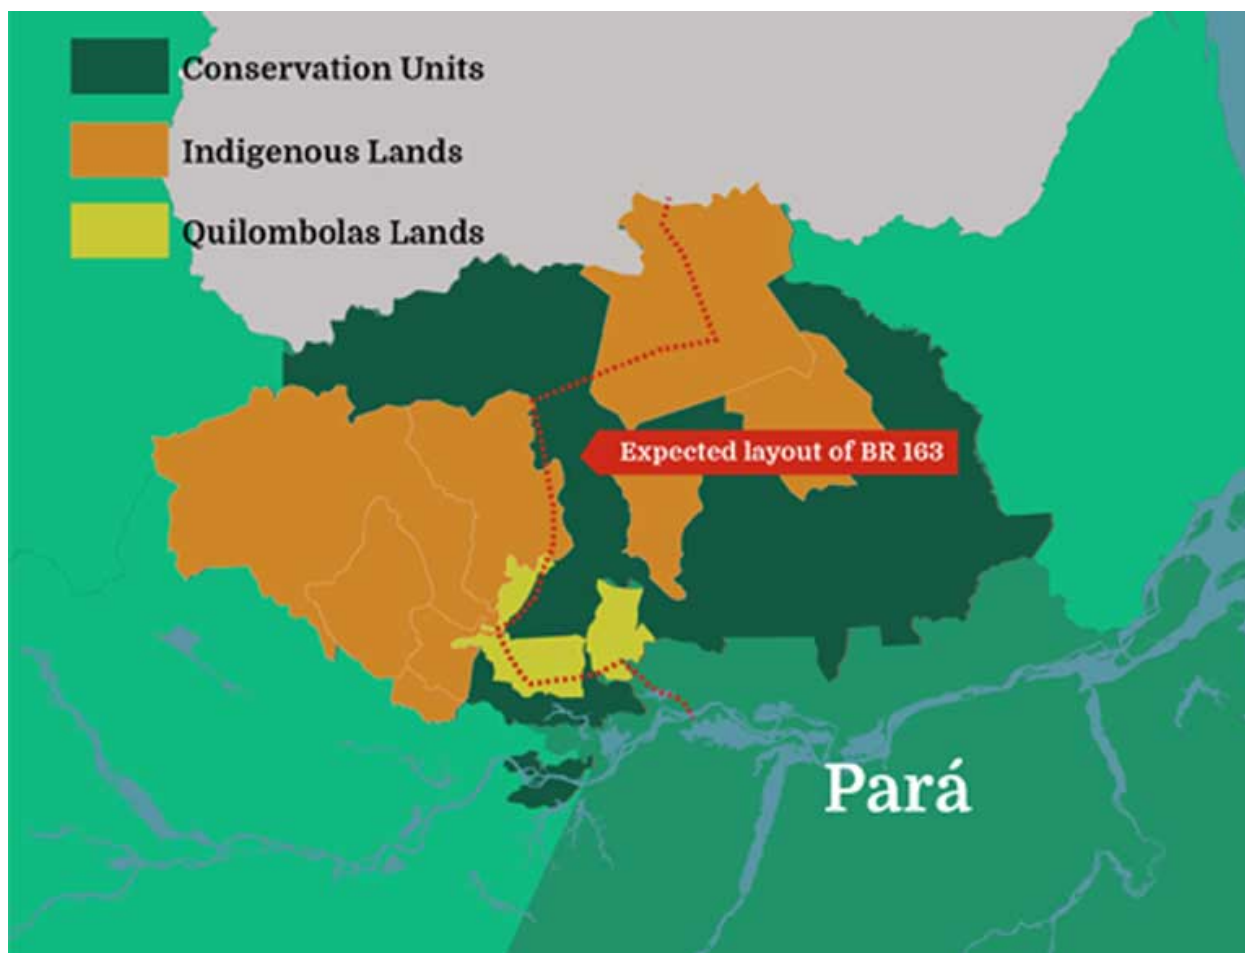 Conservation Units
Indigenous Lands
Quilombolas Lands
Expected layout of BR 163
Pará